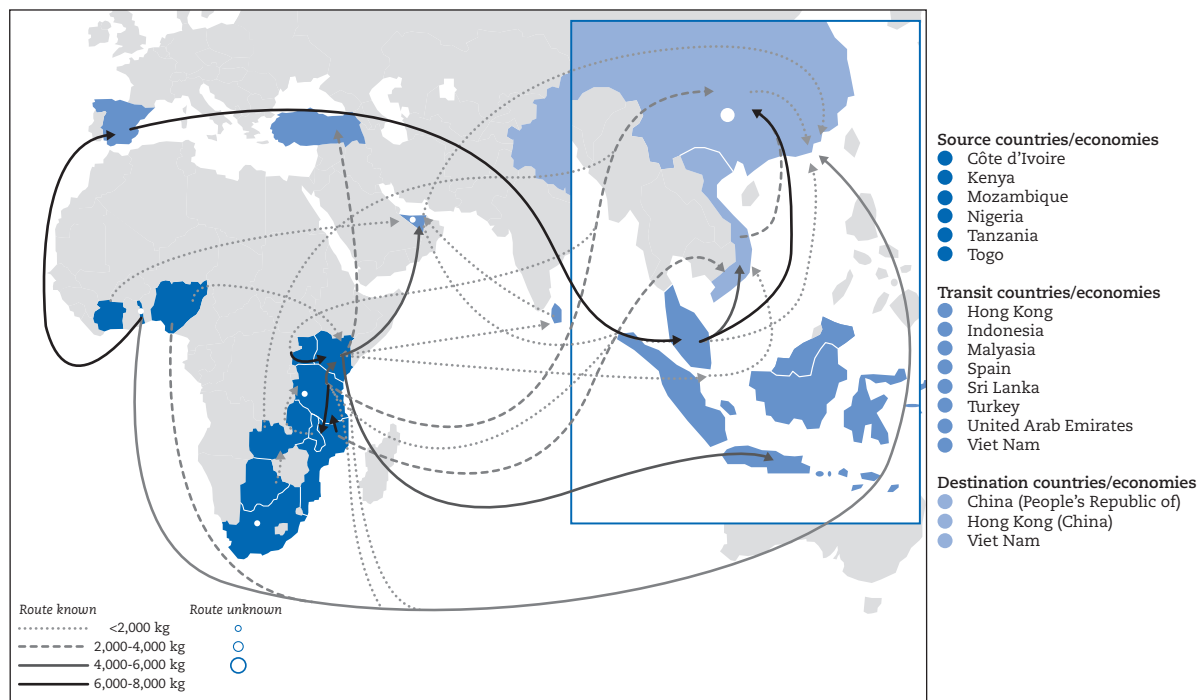 Source countries/economies
Côte d'Ivoire
Kenya
Mozambique
Nigeria
Tanzania
Togo
Transit countries/economies
Hong Kong
Indonesia
Malyasia
Spain
Sri Lanka
Turkey
United Arab Emirates
Viet Nam
Destination countries/economies
China (People's Republic of)
Hong Kong (China)
Viet Nam
Route known
Route unknown
<2,000 kg
2,000-4,000 kg
4,000-6,000 kg
6,000-8,000 kg